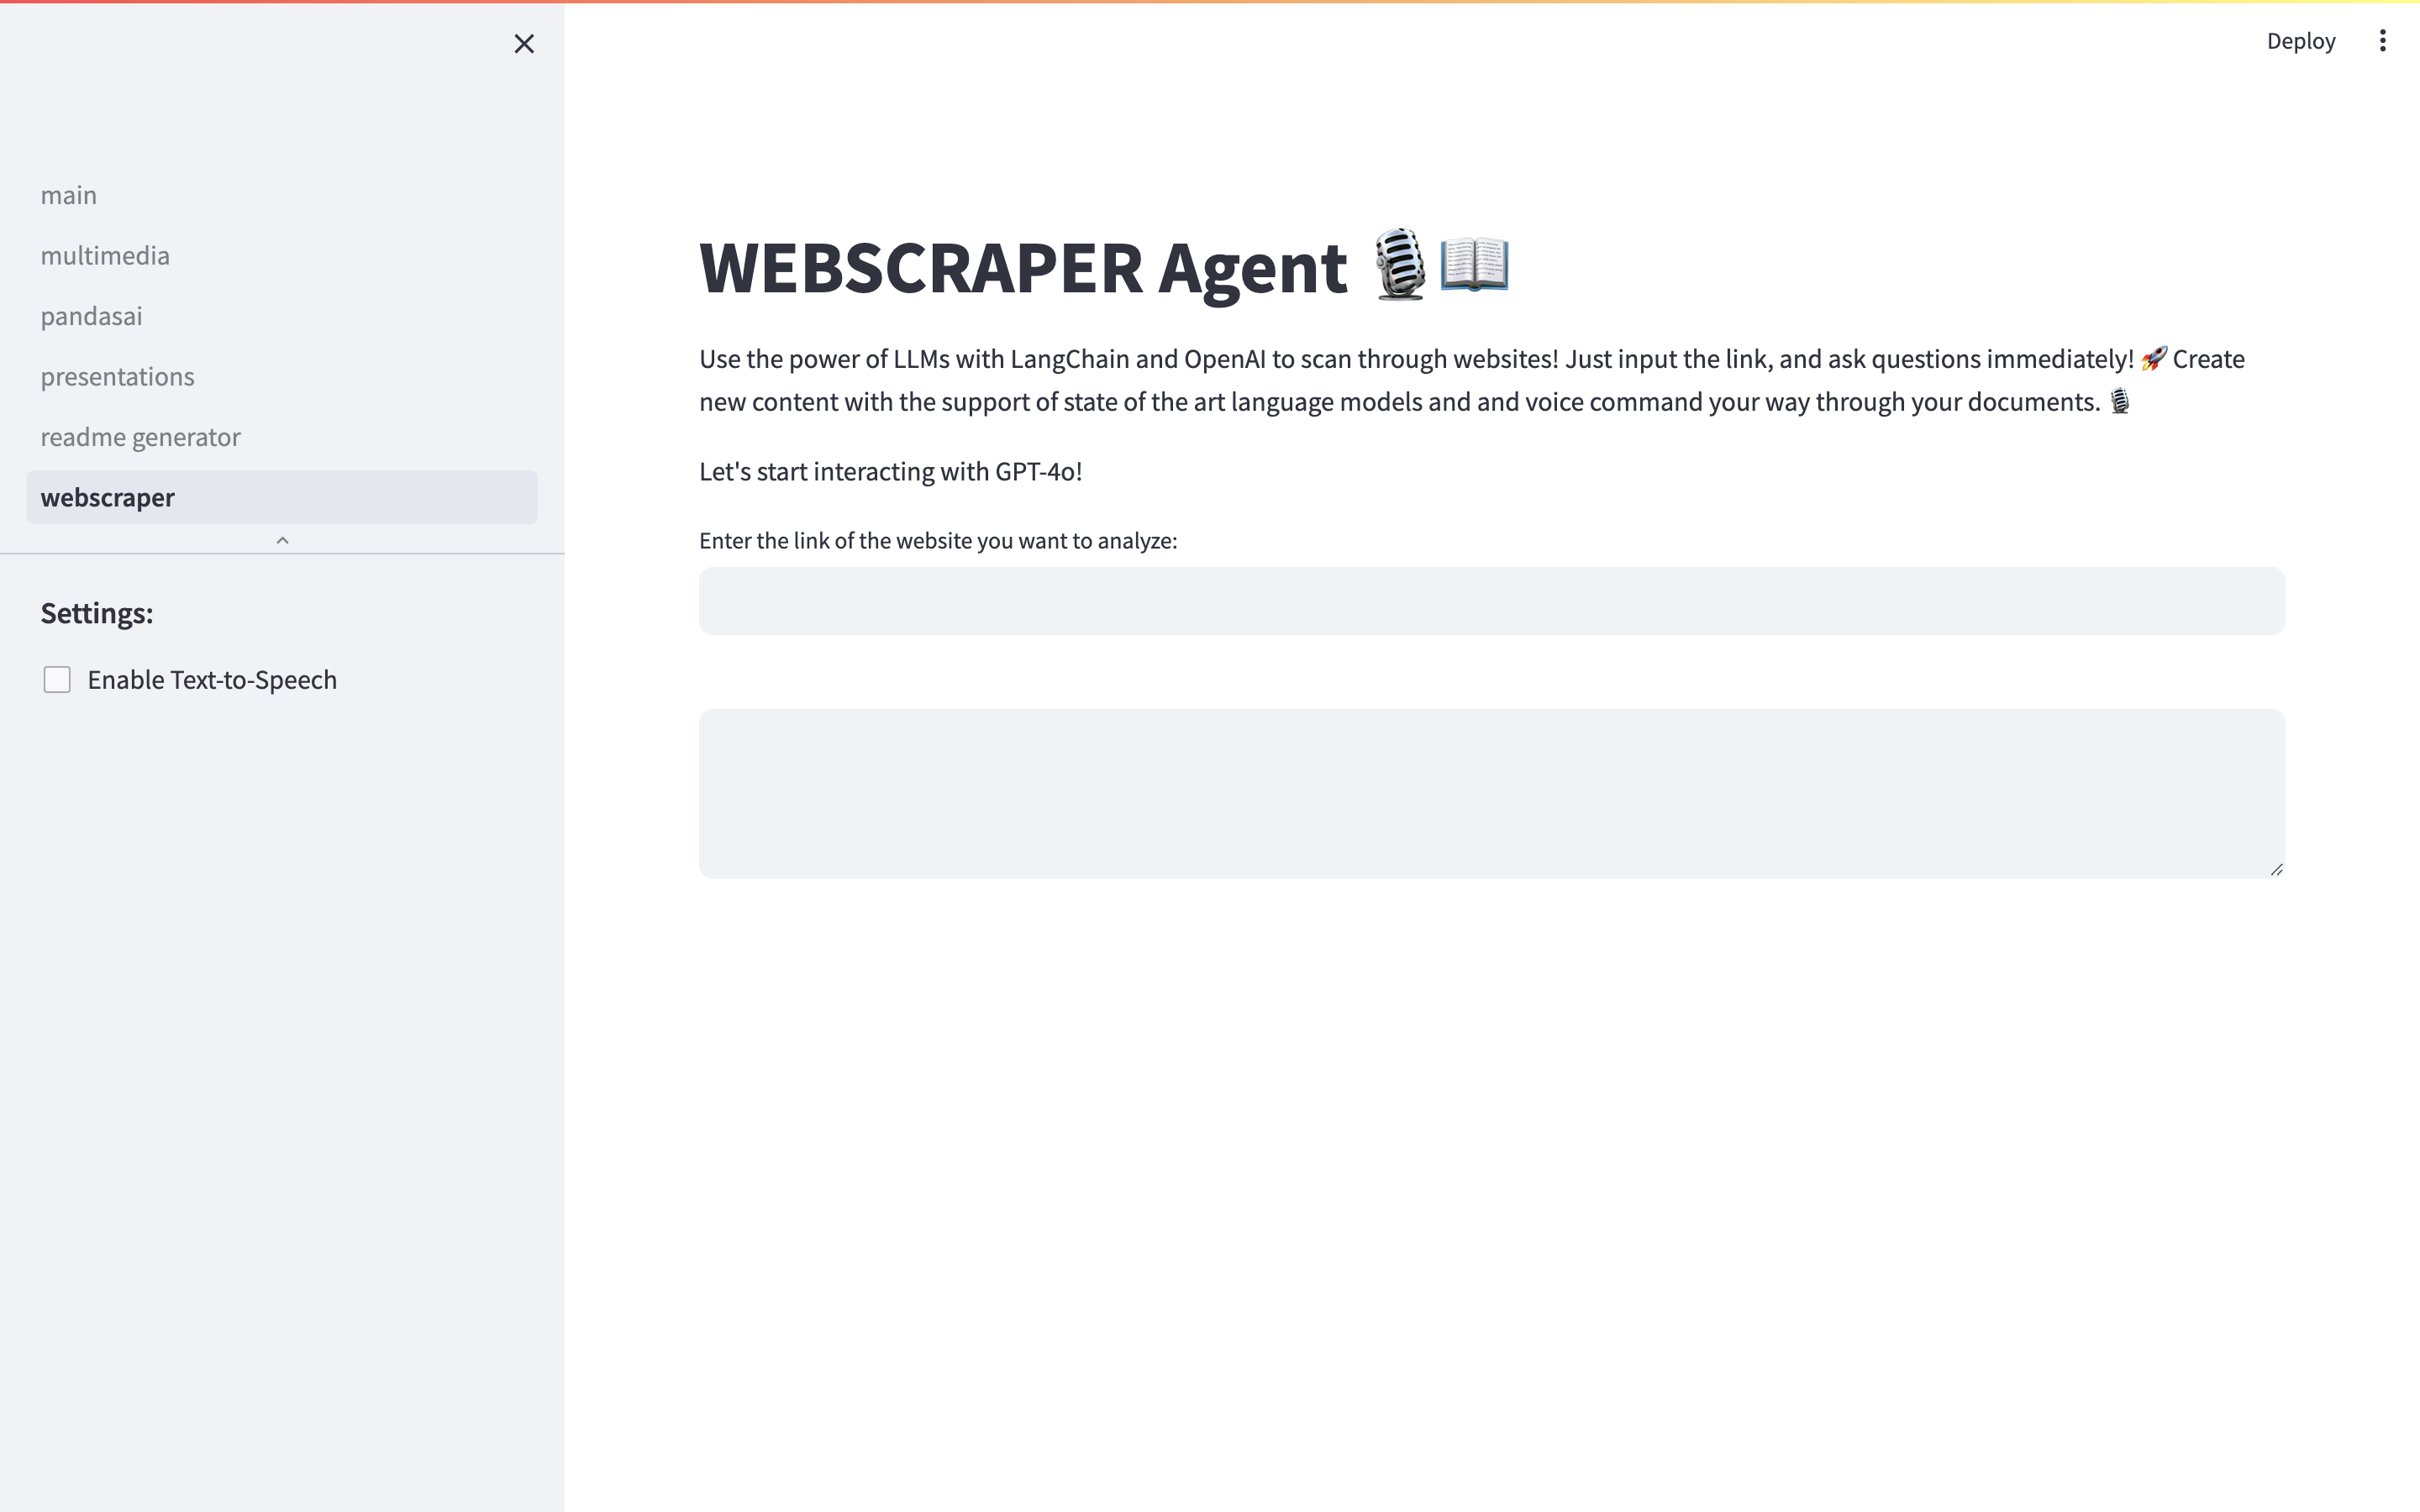 Deploy
main
multimedia
pandasai
presentations
readme generator
webscraper
Settings:
Enable Text-to-Speech
WEBSCRAPER Agent 🎙️📖
Use the power of LLMs with LangChain and OpenAI to scan through websites! Just input the link, and ask questions immediately! 🚀 Create
new content with the support of state of the art language models and and voice command your way through your documents. 🎙️
Let's start interacting with GPT-4o!
Enter the link of the website you want to analyze: